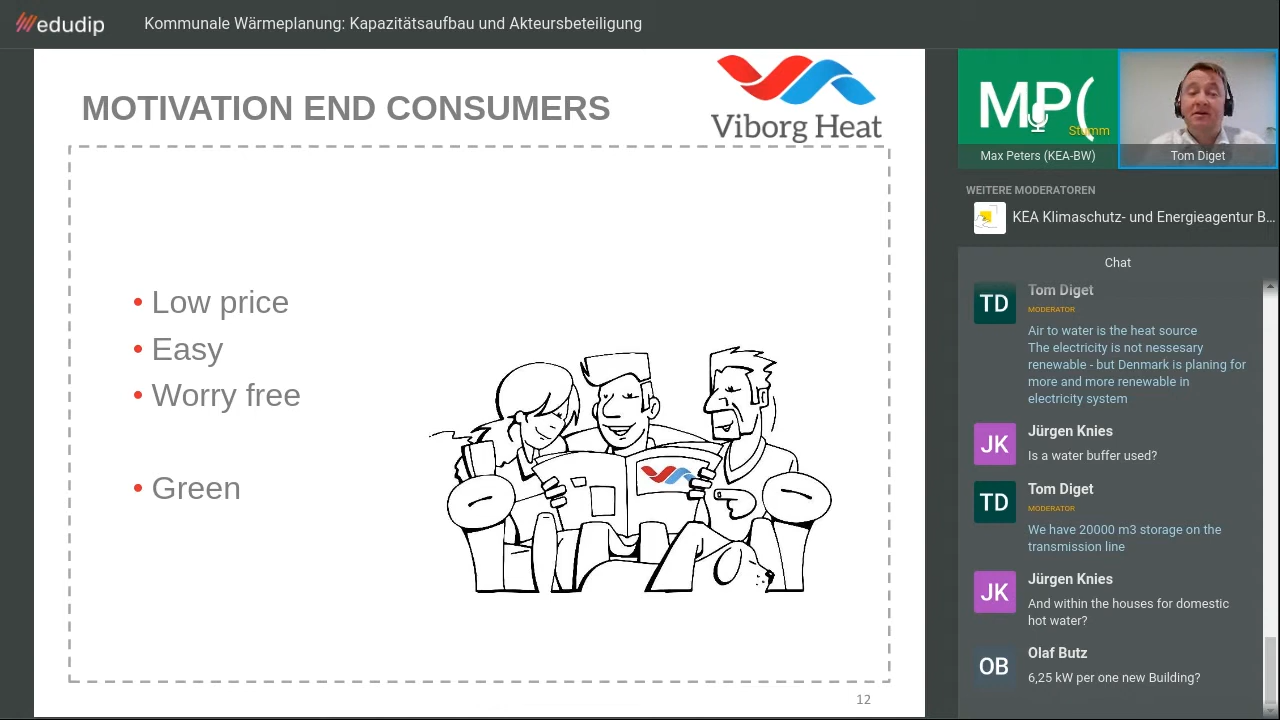 edudip
Kommunale Wärmeplanung: Kapazitätsaufbau und Akteursbeteiligung
MOTIVATION END CONSUMERS
Viborg Heat
• Low price
• Easy
• Worry free
• Green
12
MP(
Stumm
Max Peters (KEA-BW)
Tom Diget
WEITERE MODERATOREN
KEA Klimaschutz- und Energieagentur B...
Chat
TD
Tom Diget
MODERATOR
Air to water is the heat source
The electricity is not nessesary
renewable - but Denmark is planing for
more and more renewable in
electricity system
JK
Jürgen Knies
Is a water buffer used?
TD
Tom Diget
MODERATOR
We have 20000 m3 storage on the
transmission line
JK
Jürgen Knies
And within the houses for domestic
hot water?
OB
Olaf Butz
6,25 kW per one new Building?